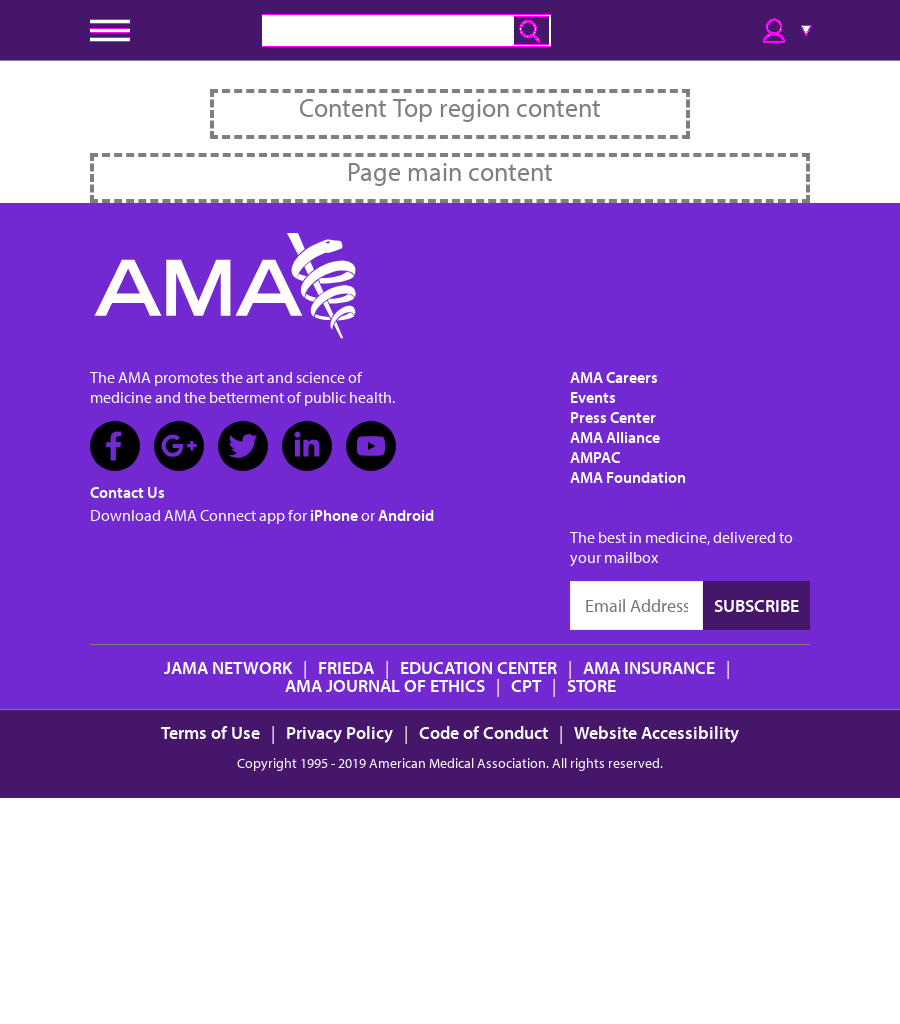 Content Top region content
Page main content
AMA
The AMA promotes the art and science of
medicine and the betterment of public health.
Contact Us
Download AMA Connect app for iPhone or Android
AMA Careers
Events
Press Center
AMA Alliance
AMPAC
AMA Foundation
The best in medicine, delivered to
your mailbox
Email Address SUBSCRIBE
JAMA NETWORK | FRIEDA | EDUCATION CENTER | AMA INSURANCE |
AMA JOURNAL OF ETHICS | CPT | STORE
Terms of Use | Privacy Policy | Code of Conduct | Website Accessibility
Copyright 1995 - 2019 American Medical Association. All rights reserved.